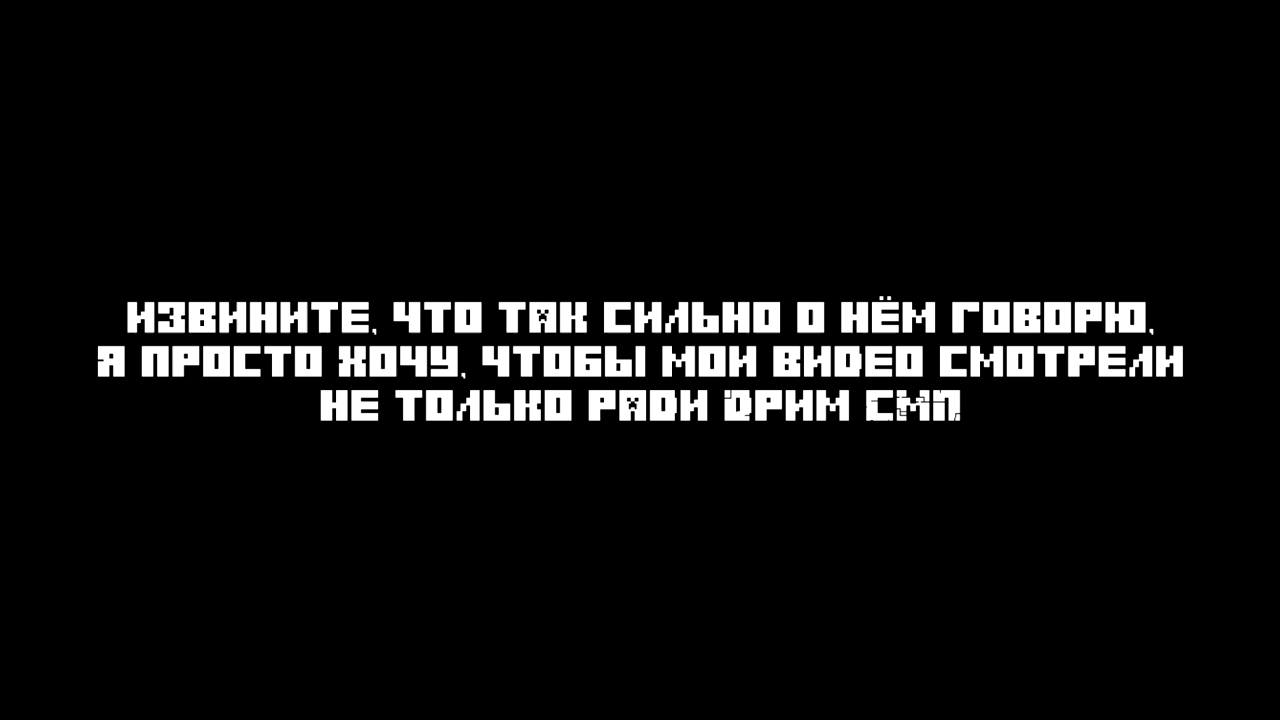 ИЗВИНИТЕ, ЧТО ТАК СИЛЬНО О НЁМ ГОВОРЮ,
Я ПРОСТО ХОЧУ, ЧТОБЫ МОИ ВИДЕО СМОТРЕЛИ
НЕ ТОЛЬКО РАДИ ДРИМ СМП,